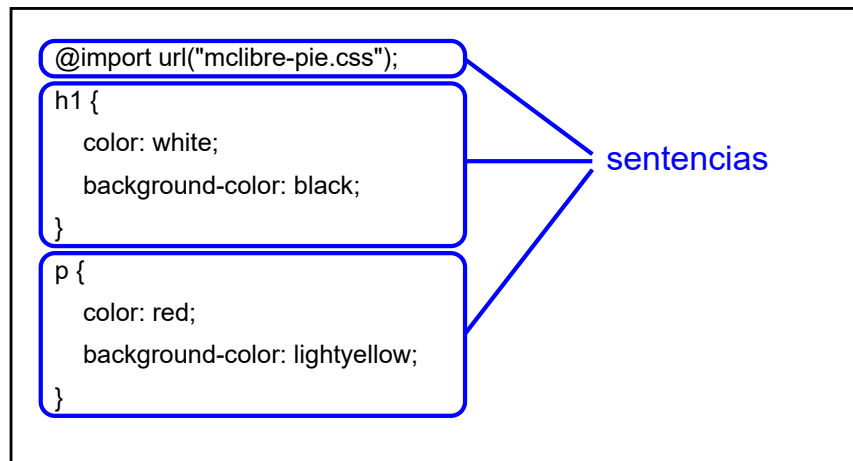 @import url("mclibre-pie.css");
h1 {
color: white;
background-color: black;
}
p {
color: red;
background-color: lightyellow;
}
sentencias